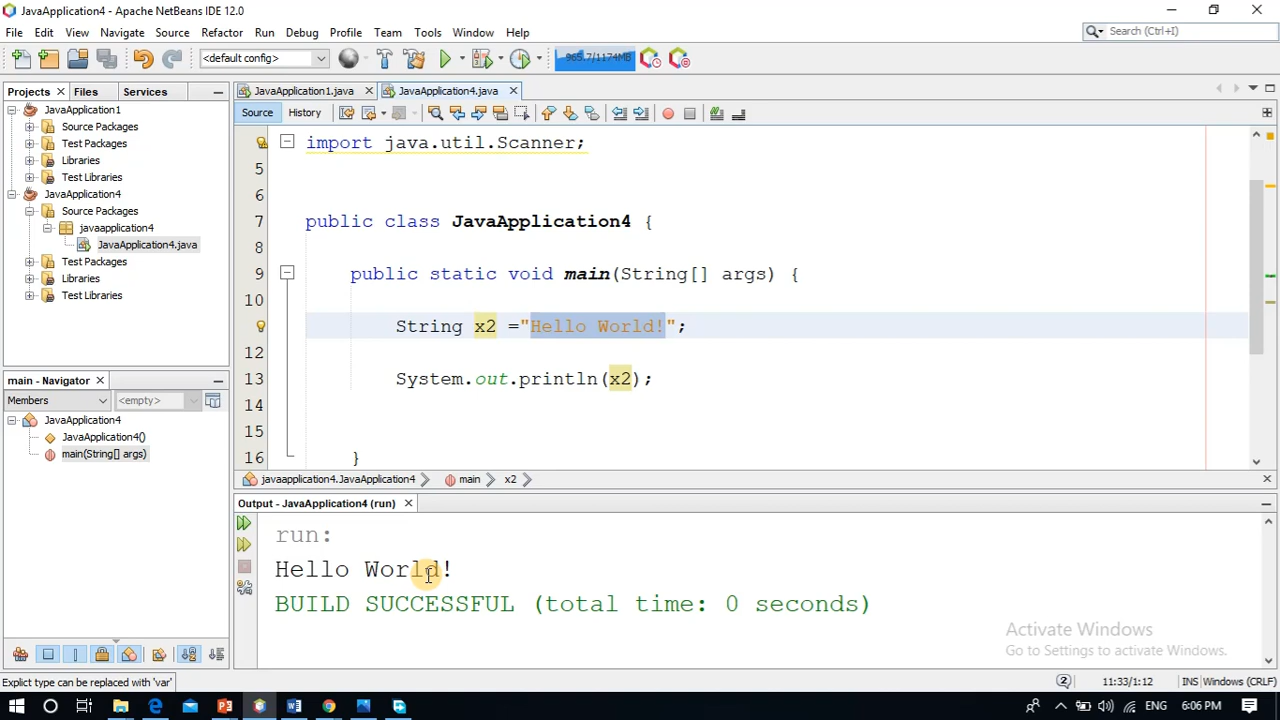 JavaApplication4 - Apache NetBeans IDE 12.0
File Edit View Navigate Source Refactor Run Debug Profile Team Tools Window Help
Search (Ctrl+I)
<default config>
965.7/1174MB
Projects Files Services
JavaApplication1.java JavaApplication4.java
Source History
JavaApplication1
Source Packages
Test Packages
Libraries
Test Libraries
JavaApplication4
Source Packages
javaapplication4
JavaApplication4.java
Test Packages
Libraries
Test Libraries
import java.util.Scanner;
5
6
7 public class JavaApplication4 {
8
9 public static void main(String[] args) {
10
String x2 ="Hello World!";
12
13 System.out.println(x2);
14
15
16 }
main - Navigator
Members <empty>
JavaApplication4
JavaApplication4()
main(String[] args)
javaapplication4.JavaApplication4 main x2
Output - JavaApplication4 (run)
run:
Hello World!
BUILD SUCCESSFUL (total time: 0 seconds)
Activate Windows
Go to Settings to activate Windows.
Explict type can be replaced with 'var'
2 11:33/1:12 INS Windows (CRLF)
ENG 6:06 PM